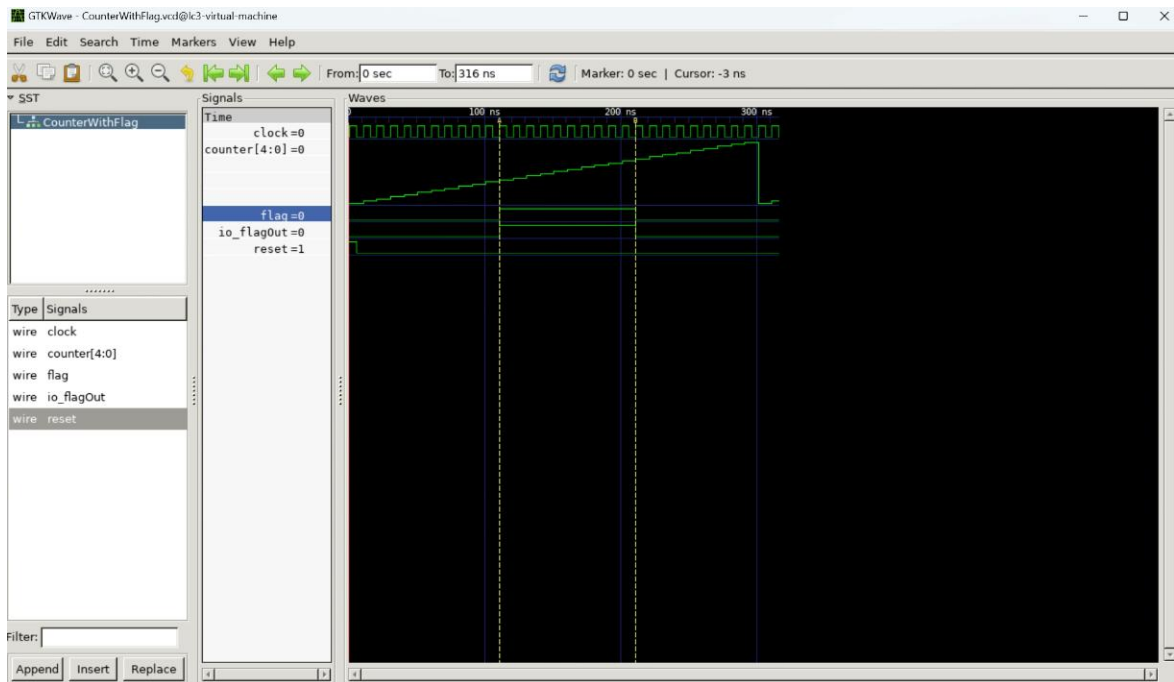 GTKWave - CounterWithFlag.vcd@lc3-virtual-machine
File Edit Search Time Markers View Help
From: 0 sec To: 316 ns Marker: 0 sec | Cursor: -3 ns
SST
CounterWithFlag
Type Signals
wire clock
wire counter[4:0]
wire flag
wire io_flagOut
wire reset
Filter:
Append Insert Replace
Signals
Time
clock=0
counter[4:0]=0
flag=0
io_flagOut=0
reset=1
Waves
100 ns 200 ns 300 ns